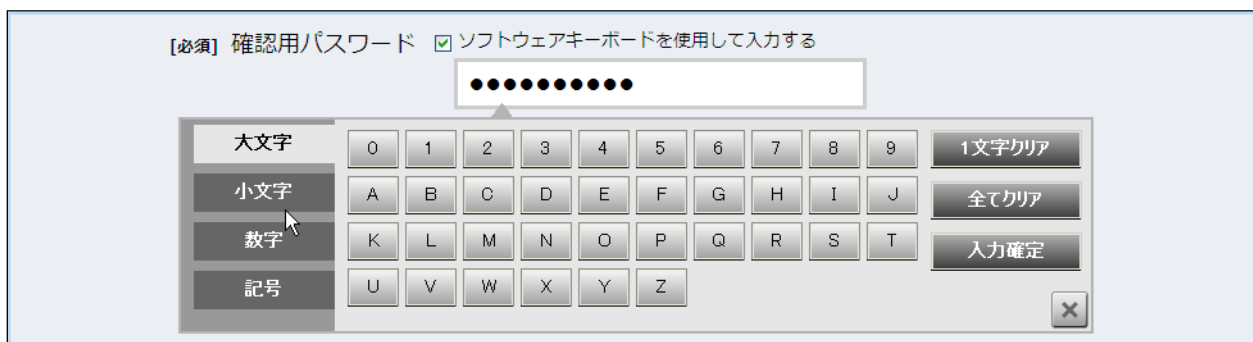 [必須] 確認用パスワード ソフトウェアキーボードを使用して入力する
●●●●●●●●●●
大文字 0 1 2 3 4 5 6 7 8 9 1文字クリア
小文字 A B C D E F G H I J 全てクリア
数字 K L M N O P Q R S T 入力確定
記号 U V W X Y Z
×